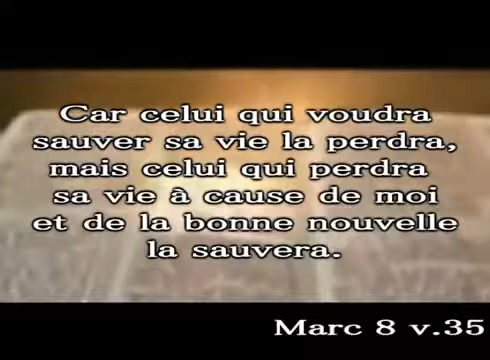 Car celui qui voudra
sauver sa vie la perdra,
mais celui qui perdra
sa vie à cause de moi
et de la bonne nouvelle
la sauvera.
Marc 8 v.35